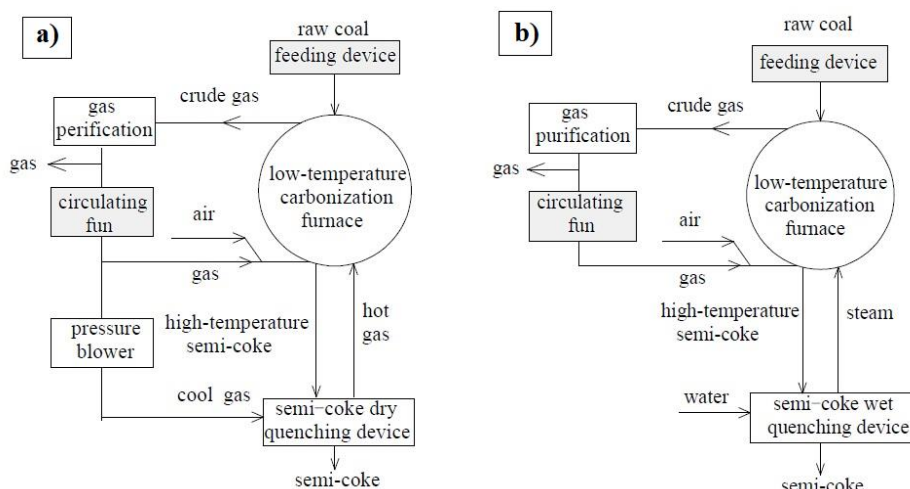 a)
raw coal
feeding device
crude gas
gas
perification
gas
low-temperature
carbonization
furnace
circulating
fun
air
gas
pressure
blower
high-temperature
semi-coke
hot
gas
cool gas
semi-coke dry
quenching device
semi-coke
b)
raw coal
feeding device
crude gas
gas
purification
gas
low-temperature
carbonization
furnace
circulating
fun
air
gas
high-temperature
semi-coke
steam
water
semi-coke wet
quenching device
semi-coke